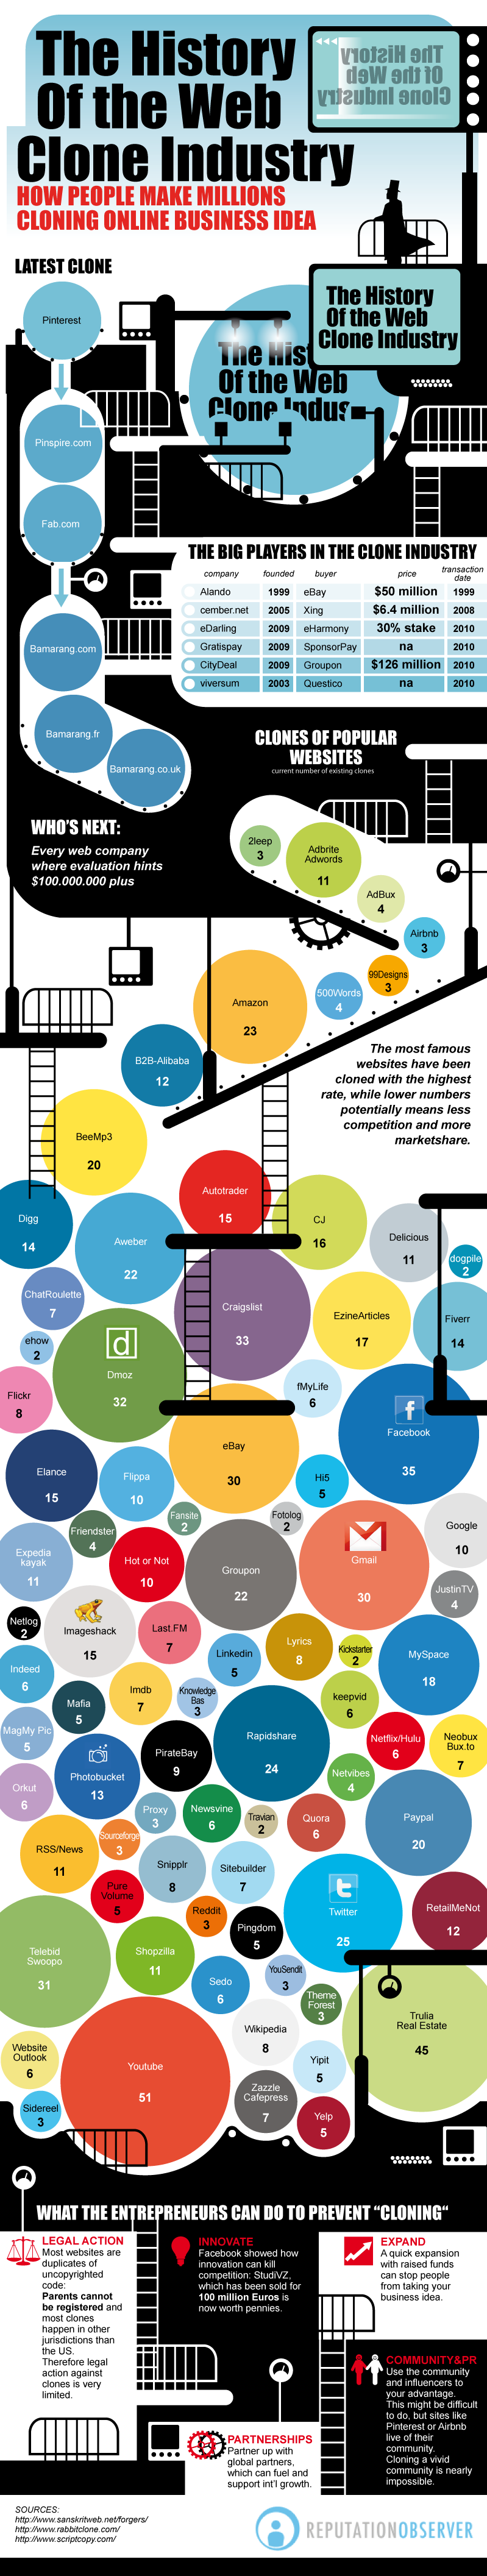 The History
Of the Web
Clone Industry
HOW PEOPLE MAKE MILLIONS
CLONING ONLINE BUSINESS IDEA
The History
Of the Web
Clone Industry
LATEST CLONE
The History
Of the Web
Clone Industry
The Hist
Of the Web
Clone Indus
Pinterest
Pinspire.com
Fab.com
Bamarang.com
Bamarang.fr
Bamarang.co.uk
THE BIG PLAYERS IN THE CLONE INDUSTRY
company founded buyer price transaction date
Alando 1999 eBay $50 million 1999
cember.net 2005 Xing $6.4 million 2008
eDarling 2009 eHarmony 30% stake 2010
Gratispay 2009 SponsorPay na 2010
CityDeal 2009 Groupon $126 million 2010
viversum 2003 Questico na 2010
CLONES OF POPULAR
WEBSITES
current number of existing clones
WHO'S NEXT:
Every web company
where evaluation hints
$100.000.000 plus
2leep
3
Adbrite
Adwords
11
AdBux
4
Airbnb
3
99Designs
3
500Words
4
Amazon
23
B2B-Alibaba
12
The most famous
websites have been
cloned with the highest
rate, while lower numbers
potentially means less
competition and more
marketshare.
BeeMp3
20
Autotrader
15
Digg
14
Aweber
22
CJ
16
Delicious
11
dogpile
2
ChatRoulette
7
Craigslist
33
EzineArticles
17
Fiverr
14
ehow
2
d
Dmoz
32
fMyLife
6
Flickr
8
f
Facebook
35
eBay
30
Elance
15
Flippa
10
Hi5
5
Fansite
2
Fotolog
2
Friendster
4
Google
10
Expedia
kayak
11
Hot or Not
10
Groupon
22
Gmail
30
JustinTV
4
Netlog
2
Imageshack
15
Last.FM
7
Lyrics
8
Kickstarter
2
MySpace
18
Linkedin
5
Indeed
6
Imdb
7
Knowledge
Bas
3
keepvid
6
Mafia
5
MagMy Pic
5
Rapidshare
24
Netflix/Hulu
6
Neobux
Bux.to
7
PirateBay
9
Photobucket
13
Netvibes
4
Orkut
6
Proxy
3
Newsvine
6
Travian
2
Quora
6
Paypal
20
Sourceforge
3
RSS/News
11
Snipplr
8
Sitebuilder
7
Pure
Volume
5
Reddit
3
Twitter
25
RetailMeNot
12
Pingdom
5
Telebid
Swoopo
31
Shopzilla
11
Sedo
6
YouSendit
3
Theme
Forest
3
Trulia
Real Estate
45
Wikipedia
8
Website
Outlook
6
Youtube
51
Yipit
5
Zazzle
Cafepress
7
Sidereel
3
Yelp
5
WHAT THE ENTREPRENEURS CAN DO TO PREVENT "CLONING"
LEGAL ACTION
Most websites are
duplicates of
uncopyrighted
code:
Parents cannot
be registered and
most clones
happen in other
jurisdictions than
the US.
Therefore legal
action against
clones is very
limited.
INNOVATE
Facebook showed how
innovation can kill
competition: StudiVZ,
which has been sold for
100 million Euros is
now worth pennies.
EXPAND
A quick expansion
with raised funds
can stop people
from taking your
business idea.
COMMUNITY&PR
Use the community
and influencers to
your advantage.
This might be difficult
to do, but sites like
Pinterest or Airbnb
live of their
community.
Cloning a vivid
community is nearly
impossible.
PARTNERSHIPS
Partner up with
global partners,
which can fuel and
support int'l growth.
SOURCES:
http://www.sanskritweb.net/forgers/
http://www.rabbitclone.com/
http://www.scriptcopy.com/
REPUTATIONOBSERVER